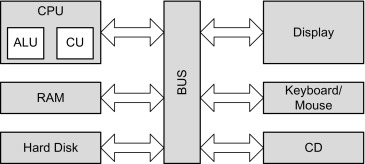 CPU
ALU
CU
RAM
Hard Disk
BUS
Display
Keyboard/
Mouse
CD